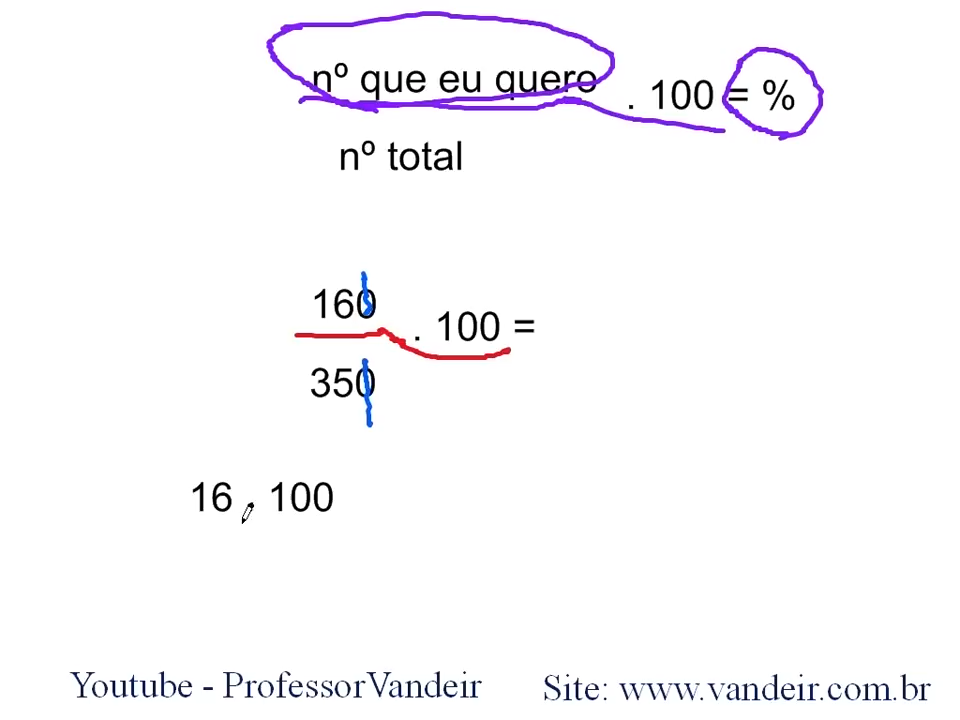 nº que eu quero . 100 = %
nº total
160 . 100 =
350
16 . 100
Youtube - ProfessorVandeir
Site: www.vandeir.com.br